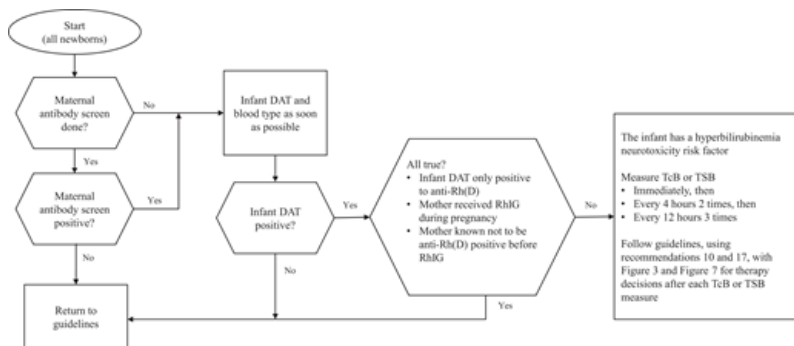 Start
(all newborns)
Maternal
antibody screen
done?
No
Yes
Maternal
antibody screen
positive?
Yes
No
Return to
guidelines
Infant DAT and
blood type as soon
as possible
Infant DAT
positive?
Yes
No
All true?
• Infant DAT only positive
to anti-Rh(D)
• Mother received RhIG
during pregnancy
• Mother known not to be
anti-Rh(D) positive before
RhIG
No
Yes
The infant has a hyperbilirubinemia
neurotoxicity risk factor
Measure TcB or TSB
• Immediately, then
• Every 4 hours 2 times, then
• Every 12 hours 3 times
Follow guidelines, using
recommendations 10 and 17, with
Figure 3 and Figure 7 for therapy
decisions after each TcB or TSB
measure